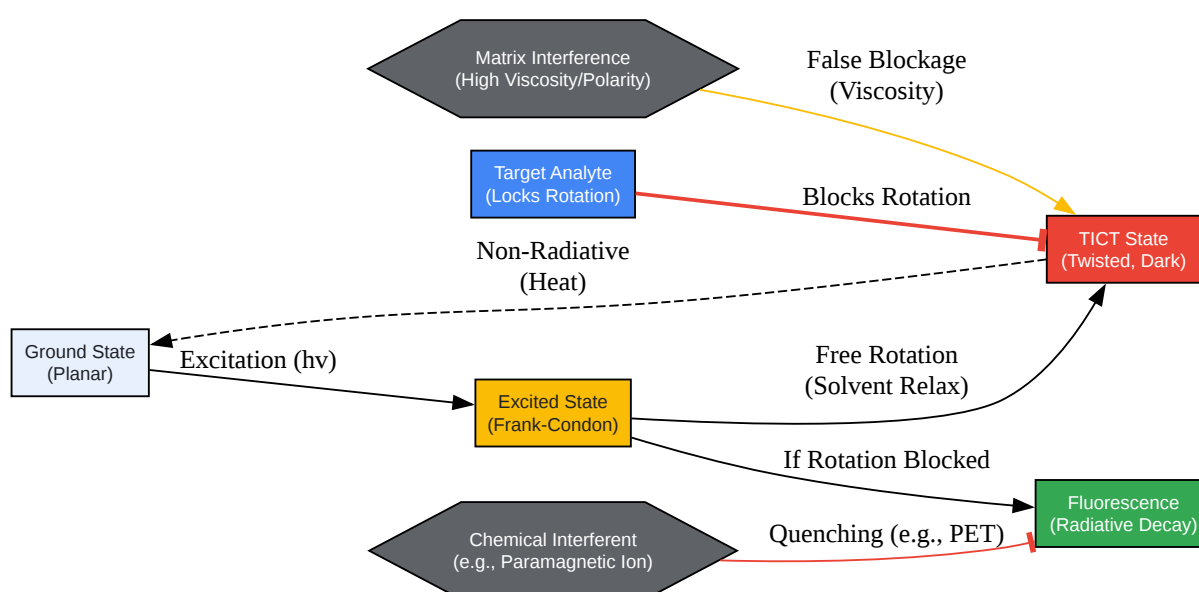 Matrix Interference
(High Viscosity/Polarity)
False Blockage
(Viscosity)
Target Analyte
(Locks Rotation)
Blocks Rotation
TICT State
(Twisted, Dark)
Non-Radiative
(Heat)
Ground State
(Planar)
Excitation (hv)
Free Rotation
(Solvent Relax)
Excited State
(Frank-Condon)
If Rotation Blocked
Fluorescence
(Radiative Decay)
Chemical Interferent
(e.g., Paramagnetic Ion)
Quenching (e.g., PET)